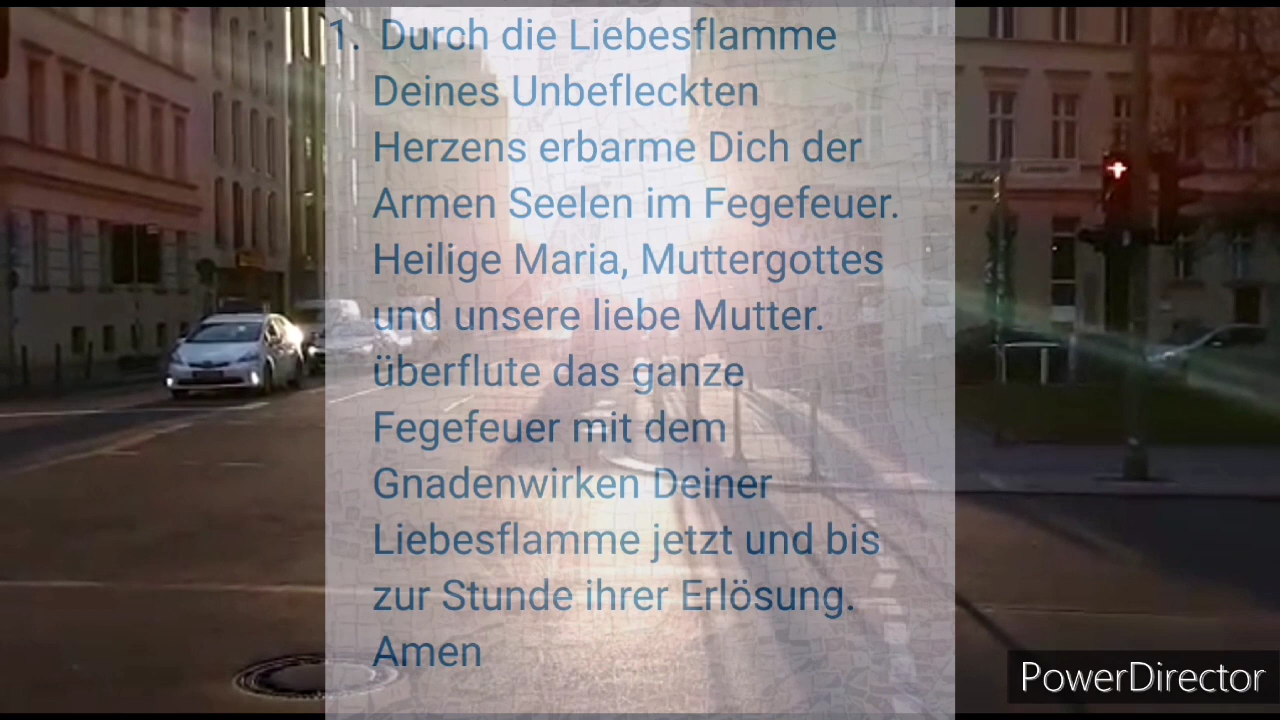 1. Durch die Liebesflamme
Deines Unbefleckten
Herzens erbarme Dich der
Armen Seelen im Fegefeuer.
Heilige Maria, Muttergottes
und unsere liebe Mutter.
überflute das ganze
Fegefeuer mit dem
Gnadenwirken Deiner
Liebesflamme jetzt und bis
zur Stunde ihrer Erlösung.
Amen
PowerDirector